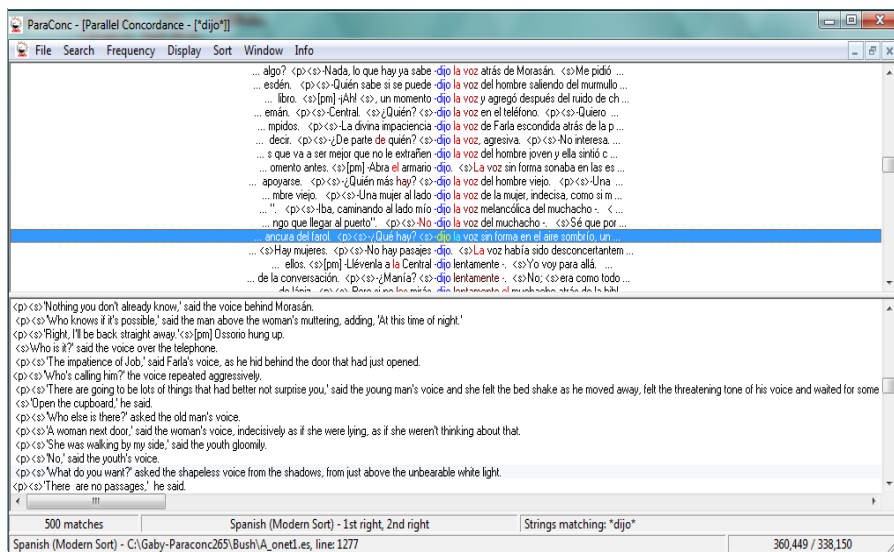 ParaConc - [Parallel Concordance - [*dijo*]]
File Search Frequency Display Sort Window Info
... algo? <p><s>-Nada, lo que hay ya sabe -dijo la voz atrás de Morasán. <s>Me pidió ...
... esdén. <p><s>-Quién sabe si se puede -dijo la voz del hombre saliendo del murmullo ...
... libro. <s>[pm] -¡Ah! <s>, un momento -dijo la voz y agregó después del ruido de ch ...
... emán. <p><s>-Central. <s>¿Quién? <s>-dijo la voz en el teléfono. <p><s>-Quiero ...
... mpidos. <p><s>-La divina impaciencia -dijo la voz de Farla escondida atrás de la p ...
... decir. <p><s>-¿De parte de quién? <s>-dijo la voz, agresiva. <p><s>-No interesa. ...
... s que va a ser mejor que no le extrañen -dijo la voz del hombre joven y ella sintió c ...
... omento antes. <s>[pm] -Abra el armario -dijo. <s>La voz sin forma sonaba en las es ...
... apoyarse. <p><s>-¿Quién más hay? <s>-dijo la voz del hombre viejo. <p><s>-Una ...
... mbre viejo. <p><s>-Una mujer al lado -dijo la voz de la mujer, indecisa, como si m ...
... ". <p><s>-Iba, caminando al lado mío -dijo la voz melancólica del muchacho -. < ...
... ngo que llegar al puerto". <p><s>-No -dijo la voz del muchacho -. <s>Sé que por ...
... ancura del farol. <p><s>-¿Qué hay? <s>-dijo la voz sin forma en el aire sombrío, un ...
... <s>Hay mujeres. <p><s>-No hay pasajes -dijo. <s>La voz había sido desconcertantem ...
... ellos. <s>[pm] -Llévenla a la Central -dijo lentamente -. <s>Yo voy para allá. ...
... de la conversación. <p><s>-¿Manía? <s>-dijo lentamente -. <s>No; <s>era como todo ...
<p><s>'Nothing you don't already know,' said the voice behind Morasán.
<p><s>'Who knows if it's possible,' said the man above the woman's muttering, adding, 'At this time of night.'
<p><s>'Right, I'll be back straight away.'<s>[pm] Ossorio hung up.
<s>Who is it?' said the voice over the telephone.
<p><s>'The impatience of Job,' said Farla's voice, as he hid behind the door that had just opened.
<p><s>'Who's calling him?' the voice repeated aggressively.
<p><s>'There are going to be lots of things that had better not surprise you,' said the young man's voice and she felt the bed shake as he moved away, felt the threatening tone of his voice and waited for some
<s>'Open the cupboard,' he said.
<p><s>'Who else is there?' asked the old man's voice.
<p><s>'A woman next door,' said the woman's voice, indecisively as if she were lying, as if she weren't thinking about that.
<p><s>'She was walking by my side,' said the youth gloomily.
<p><s>'No,' said the youth's voice.
<p><s>'What do you want?' asked the shapeless voice from the shadows, from just above the unbearable white light.
<p><s>'There are no passages,' he said.
500 matches Spanish (Modern Sort) - 1st right, 2nd right Strings matching: *dijo*
Spanish (Modern Sort) - C:\Gaby-Paraconc265\Bush\A_onet1.es, line: 1277 360,449 / 338,150